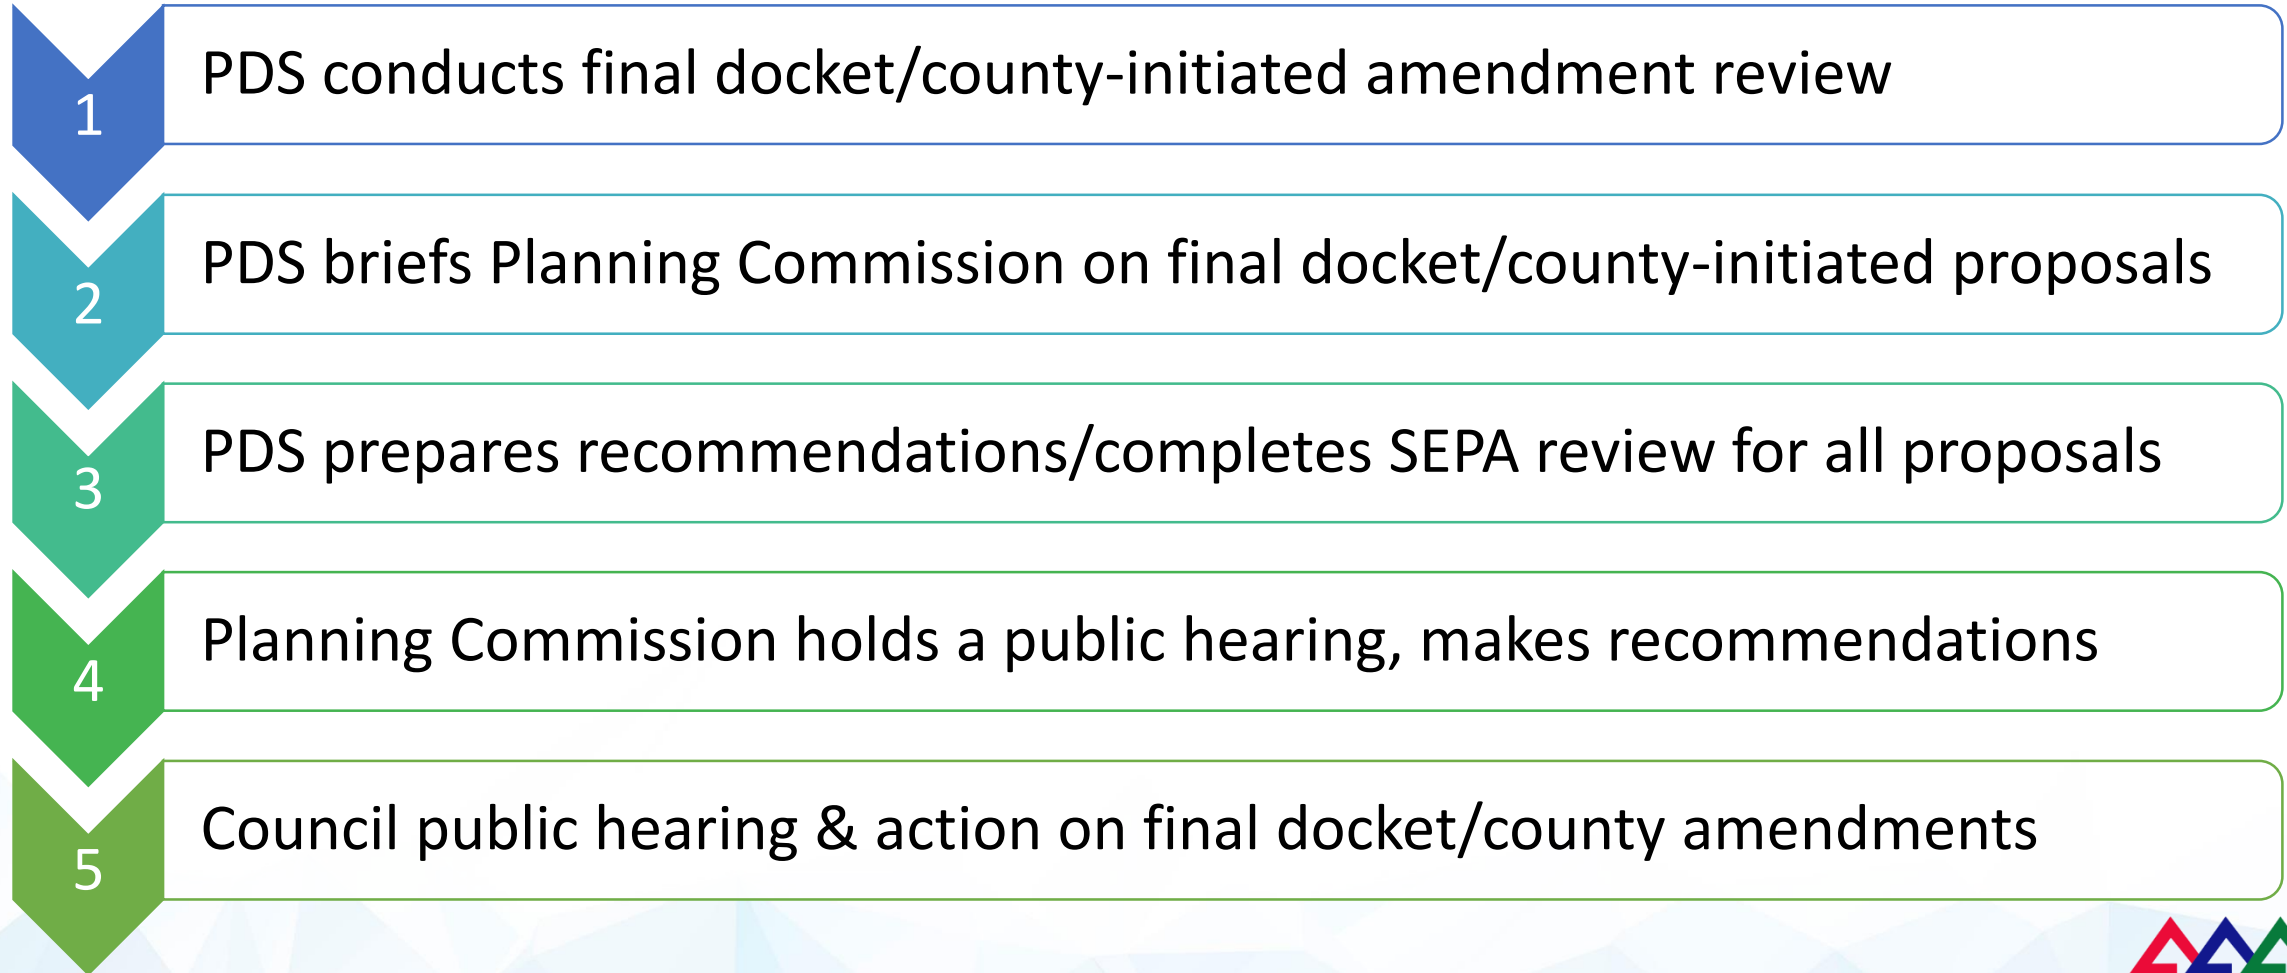 1
PDS conducts final docket/county-initiated amendment review
2
PDS briefs Planning Commission on final docket/county-initiated proposals
3
PDS prepares recommendations/completes SEPA review for all proposals
4
Planning Commission holds a public hearing, makes recommendations
5
Council public hearing & action on final docket/county amendments